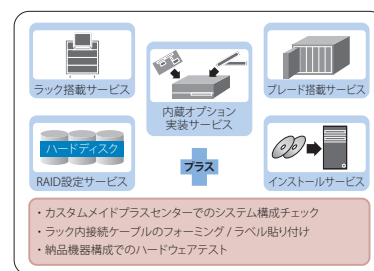 ラック搭載サービス
内蔵オプション
実装サービス
ブレード搭載サービス
ハードディスク
RAID設定サービス
プラス
インストールサービス
・カスタムメイドプラスセンターでのシステム構成チェック
・ラック内接続ケーブルのフォーミング / ラベル貼り付け
・納品機器構成でのハードウェアテスト